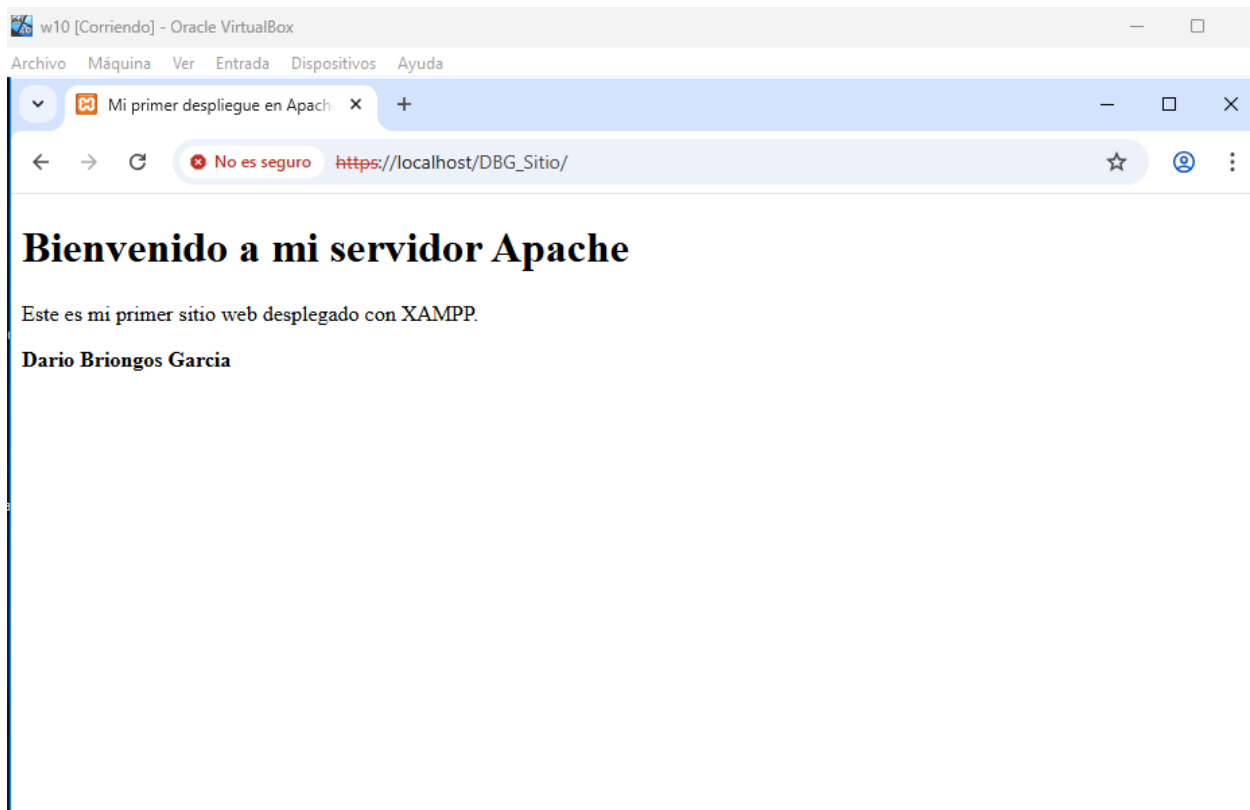 w10 [Corriendo] - Oracle VirtualBox
Archivo Máquina Ver Entrada Dispositivos Ayuda
Mi primer despliegue en Apach
No es seguro https://localhost/DBG_Sitio/
Bienvenido a mi servidor Apache
Este es mi primer sitio web desplegado con XAMPP.
Dario Briongos Garcia